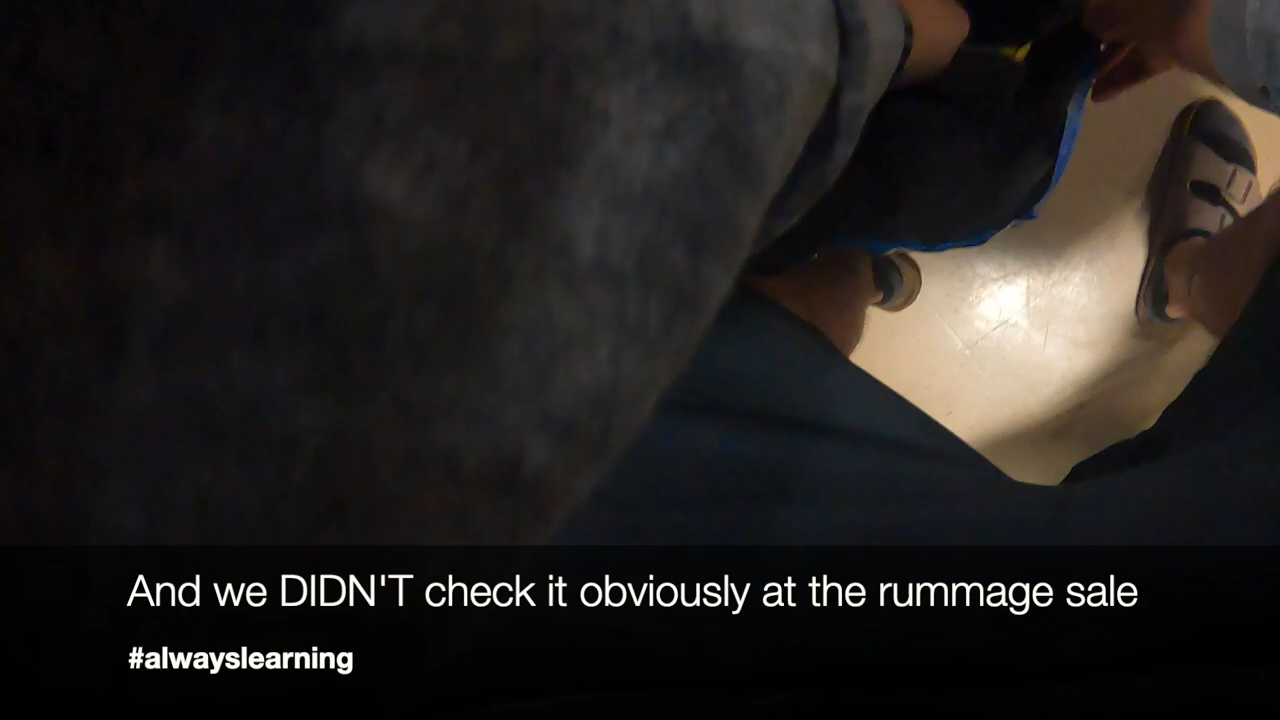 And we DIDN'T check it obviously at the rummage sale
#alwayslearning